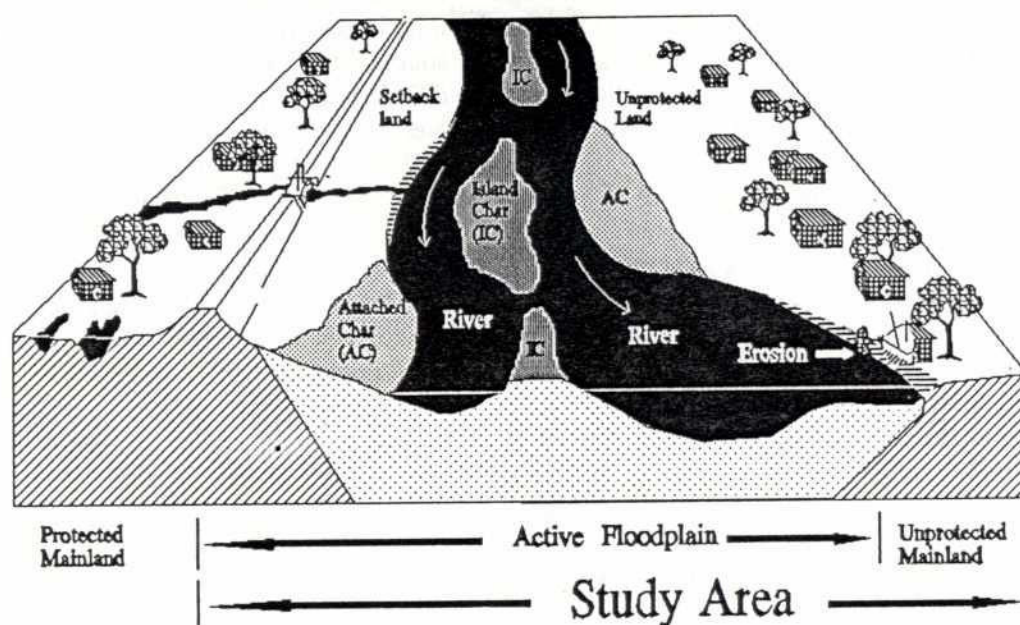 IC
Setback
land
Unprotected
Land
Island
Char
(IC)
AC
Attached
Char
(AC)
River
IC
River
Erosion
Protected
Mainland
Active Floodplain
Unprotected
Mainland
Study Area